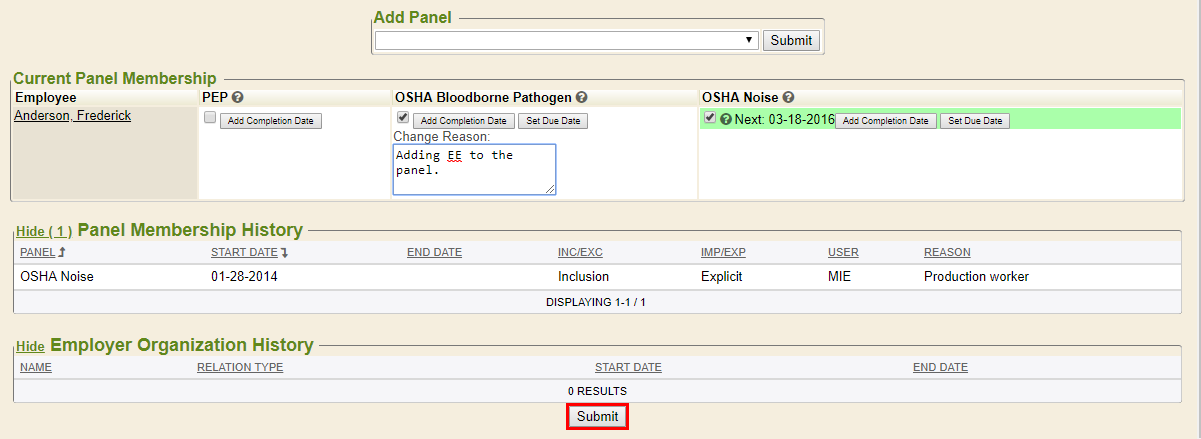 Add Panel
Submit
Current Panel Membership
Employee PEP ? OSHA Bloodborne Pathogen ? OSHA Noise ?
Anderson, Frederick Add Completion Date Add Completion Date Set Due Date ? Next: 03-18-2016 Add Completion Date Set Due Date
Change Reason:
Adding EE to the
panel.
Hide ( 1 ) Panel Membership History
PANEL START DATE END DATE INC/EXC IMP/EXP USER REASON
OSHA Noise 01-28-2014 Inclusion Explicit MIE Production worker
DISPLAYING 1-1 / 1
Hide Employer Organization History
NAME RELATION TYPE START DATE END DATE
0 RESULTS
Submit